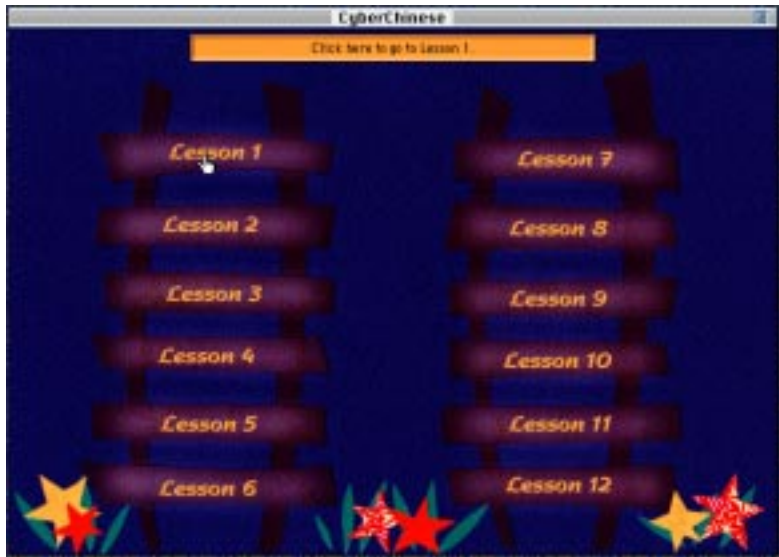 CyberChinese
Click here to go to Lesson 1.
Lesson 1
Lesson 2
Lesson 3
Lesson 4
Lesson 5
Lesson 6
Lesson 7
Lesson 8
Lesson 9
Lesson 10
Lesson 11
Lesson 12